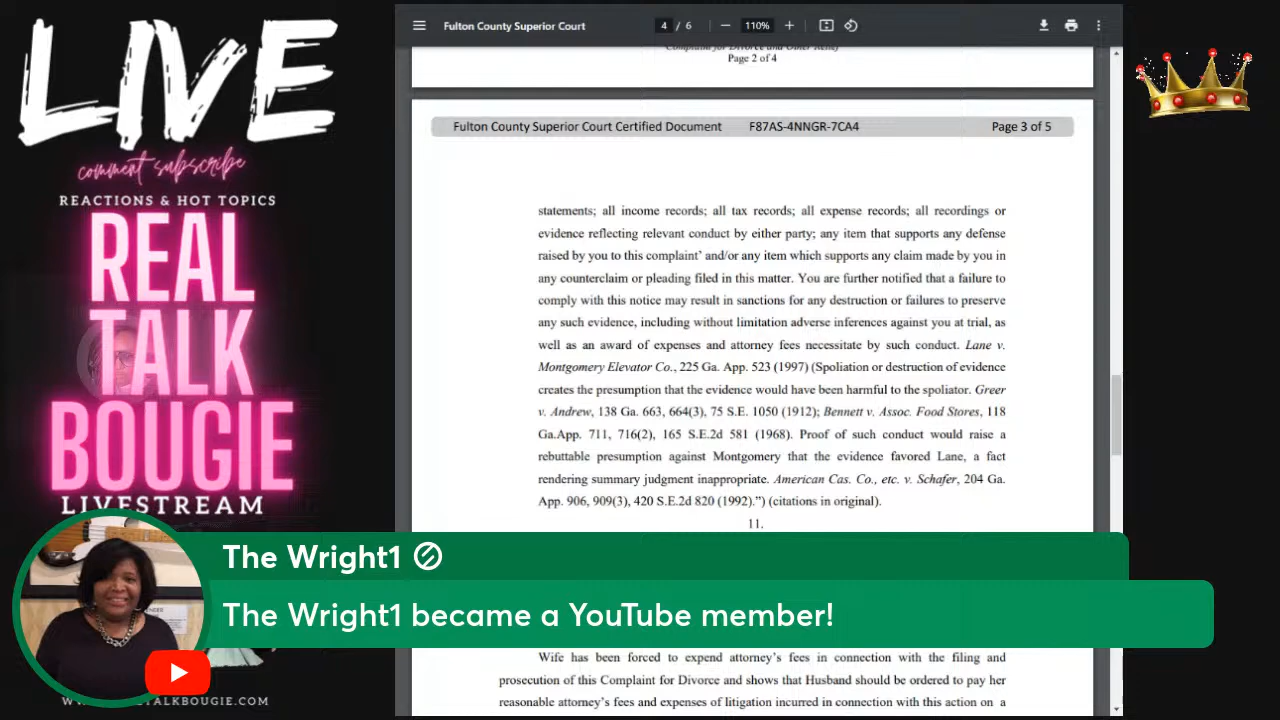 LIVE
comment subscribe
REACTIONS & HOT TOPICS
REAL
TALK
BOUGIE
LIVESTREAM
Fulton County Superior Court
4 / 6
110%
Complaint for Divorce and Other Relief
Page 2 of 4
Fulton County Superior Court Certified Document F87AS-4NNGR-7CA4 Page 3 of 5
statements; all income records; all tax records; all expense records; all recordings or
evidence reflecting relevant conduct by either party; any item that supports any defense
raised by you to this complaint' and/or any item which supports any claim made by you in
any counterclaim or pleading filed in this matter. You are further notified that a failure to
comply with this notice may result in sanctions for any destruction or failures to preserve
any such evidence, including without limitation adverse inferences against you at trial, as
well as an award of expenses and attorney fees necessitate by such conduct. Lane v.
Montgomery Elevator Co., 225 Ga. App. 523 (1997) (Spoliation or destruction of evidence
creates the presumption that the evidence would have been harmful to the spoliator. Greer
v. Andrew, 138 Ga. 663, 664(3), 75 S.E. 1050 (1912); Bennett v. Assoc. Food Stores, 118
Ga.App. 711, 716(2), 165 S.E.2d 581 (1968). Proof of such conduct would raise a
rebuttable presumption against Montgomery that the evidence favored Lane, a fact
rendering summary judgment inappropriate. American Cas. Co., etc. v. Schafer, 204 Ga.
App. 906, 909(3), 420 S.E.2d 820 (1992).") (citations in original).
11.
The Wright1
The Wright1 became a YouTube member!
Wife has been forced to expend attorney's fees in connection with the filing and
prosecution of this Complaint for Divorce and shows that Husband should be ordered to pay her
reasonable attorney's fees and expenses of litigation incurred in connection with this action on a